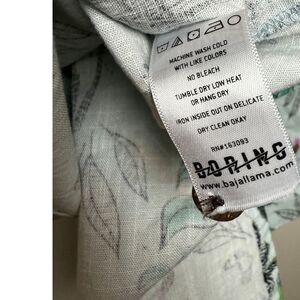 MACHINE WASH COLD
WITH LIKE COLORS
NO BLEACH
TUMBLE DRY LOW HEAT
OR HANG DRY
IRON INSIDE OUT ON DELICATE
DRY CLEAN OKAY
RN#163093
BORING
www.bajallama.com